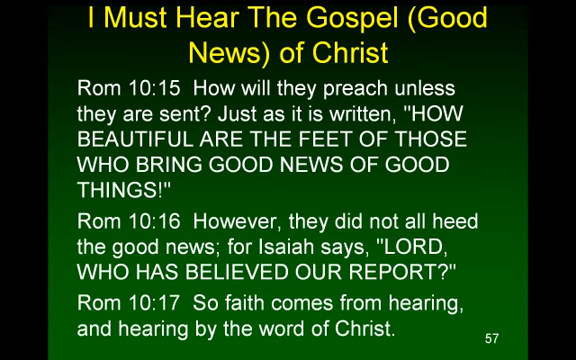 I Must Hear The Gospel (Good
News) of Christ
Rom 10:15  How will they preach unless
they are sent? Just as it is written, "HOW
BEAUTIFUL ARE THE FEET OF THOSE
WHO BRING GOOD NEWS OF GOOD
THINGS!"
Rom 10:16  However, they did not all heed
the good news; for Isaiah says, "LORD,
WHO HAS BELIEVED OUR REPORT?"
Rom 10:17  So faith comes from hearing,
and hearing by the word of Christ.
57